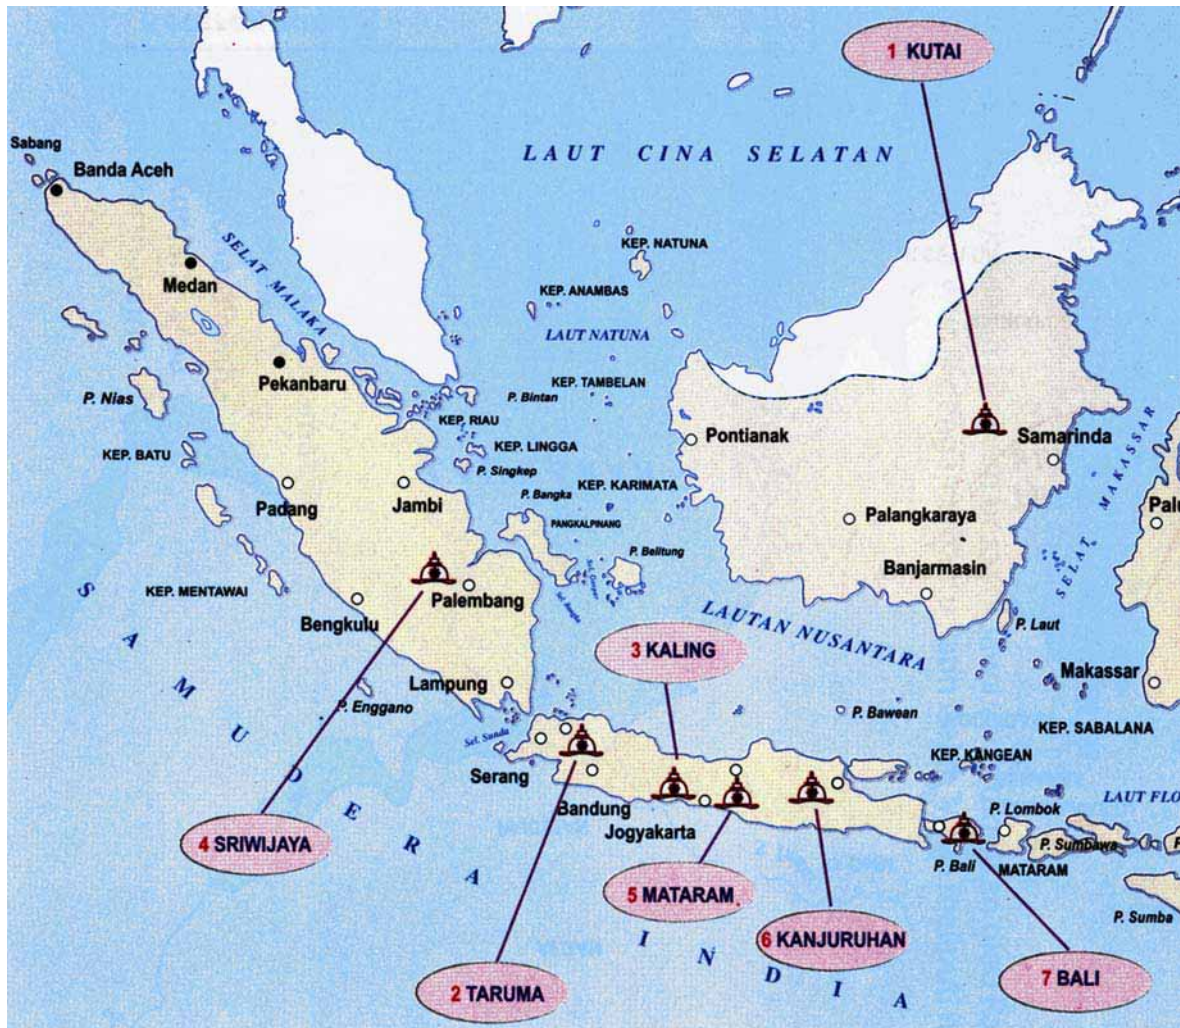 1 KUTAI
LAUT CINA SELATAN
Sabang
Banda Aceh
SELAT MALAKA
KEP. NATUNA
Medan
KEP. ANAMBAS
LAUT NATUNA
Pekanbaru
P. Nias
KEP. TAMBELAN
P. Bintan
KEP. RIAU
Pontianak
Samarinda
SELAT MAKASSAR
KEP. BATU
KEP. LINGGA
P. Singkep
KEP. KARIMATA
P. Bangka
Padang
Jambi
PANGKALPINANG
Palangkaraya
Palu
P. Belitung
Banjarmasin
KEP. MENTAWAI
Palembang
Bengkulu
LAUTAN NUSANTARA
P. Laut
3 KALING
Makassar
Lampung
P. Enggano
P. Bawean
KEP. SABALANA
Sel. Sunda
KEP. KANGEAN
Serang
Bandung
P. Lombok
LAUT FLO
Jogyakarta
4 SRIWIJAYA
P. Sumbawa
P. Bali
MATARAM
5 MATARAM
P. Sumba
6 KANJURUHAN
7 BALI
2 TARUMA
SAMUDERA INDIA